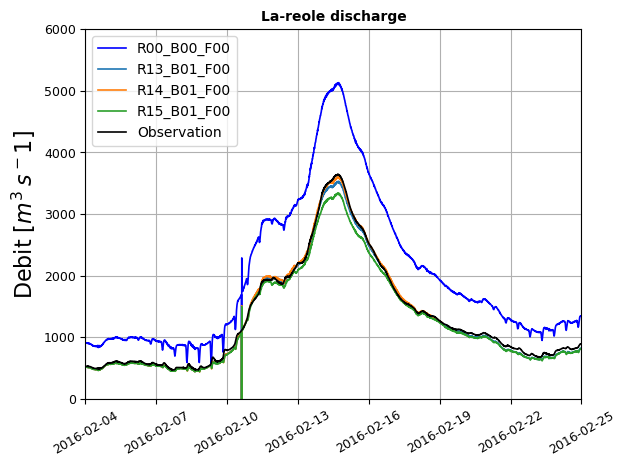 La-reole discharge
6000
5000
4000
3000
2000
1000
0
Debit [m³ s⁻1]
R00_B00_F00
R13_B01_F00
R14_B01_F00
R15_B01_F00
Observation
2016-02-04
2016-02-07
2016-02-10
2016-02-13
2016-02-16
2016-02-19
2016-02-22
2016-02-25